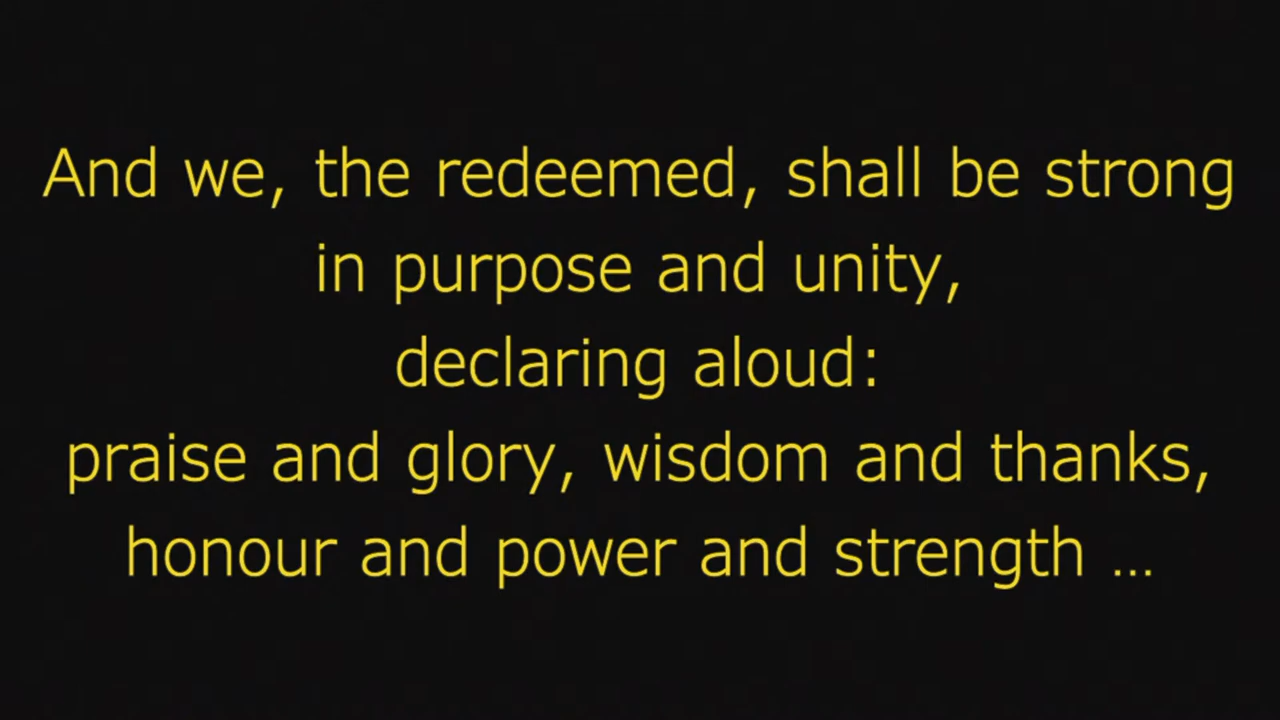 And we, the redeemed, shall be strong
in purpose and unity,
declaring aloud:
praise and glory, wisdom and thanks,
honour and power and strength ...